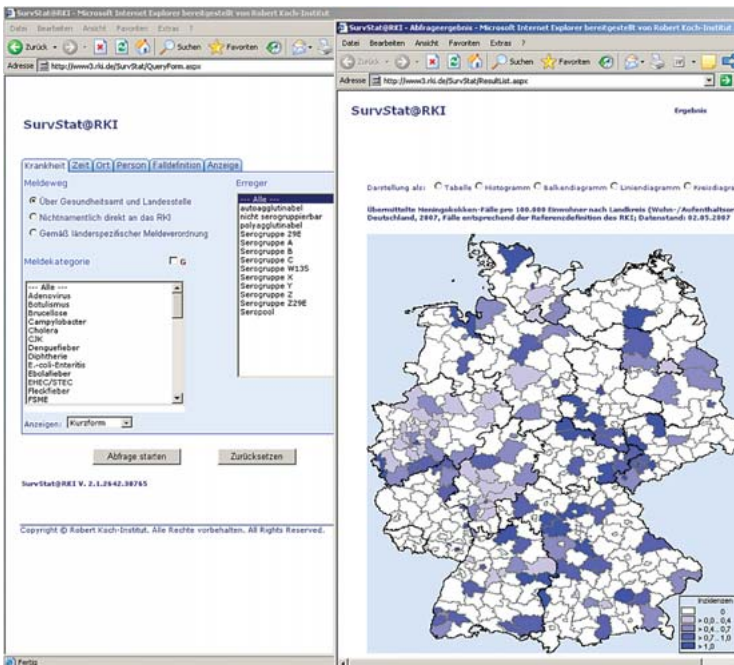 SurvStat@RKI - Microsoft Internet Explorer bereitgestellt von Robert Koch-Institut
Datei Bearbeiten Ansicht Favoriten Extras ?
Zurück Suchen Favoriten
Adresse http://www3.rki.de/SurvStat/QueryForm.aspx
SurvStat@RKI
Krankheit Zeit Ort Person Falldefinition Anzeige
Meldeweg
Über Gesundheitsamt und Landesstelle
Nichtnamentlich direkt an das RKI
Gemäß länderspezifischer Meldeverordnung
Meldekategorie G
--- Alle ---
Adenovirus
Botulismus
Brucellose
Campylobacter
Cholera
CJK
Denguefieber
Diphtherie
E.-coli-Enteritis
Ebolafieber
EHEC/STEC
Fleckfieber
FSME
Erreger
--- Alle ---
autoagglutinabel
nicht serogruppierbar
polyagglutinabel
Serogruppe 29E
Serogruppe A
Serogruppe B
Serogruppe C
Serogruppe W135
Serogruppe X
Serogruppe Y
Serogruppe Z
Serogruppe Z29E
Seropool
Anzeigen: Kurzform
Abfrage starten Zurücksetzen
SurvStat@RKI V. 2.1.2642.30765
Copyright © Robert Koch-Institut. Alle Rechte vorbehalten. All Rights Reserved.
Fertig
SurvStat@RKI - Abfrageergebnis - Microsoft Internet Explorer bereitgestellt von Robert Koch-Institut
Datei Bearbeiten Ansicht Favoriten Extras ?
Zurück Suchen Favoriten
Adresse http://www3.rki.de/SurvStat/ResultList.aspx
SurvStat@RKI Ergebnis
Darstellung als: Tabelle Histogramm Balkendiagramm Liniendiagramm Kreisdiagra
Übermittelte Meningokokken-Fälle pro 100.000 Einwohner nach Landkreis (Wohn-/Aufenthaltsor
Deutschland, 2007, Fälle entsprechend der Referenzdefinition des RKI; Datenstand: 02.05.2007
Inzidenzen
0
> 0,0 .. 0,4
> 0,4 .. 0,7
> 0,7 .. 1,0
> 1,0